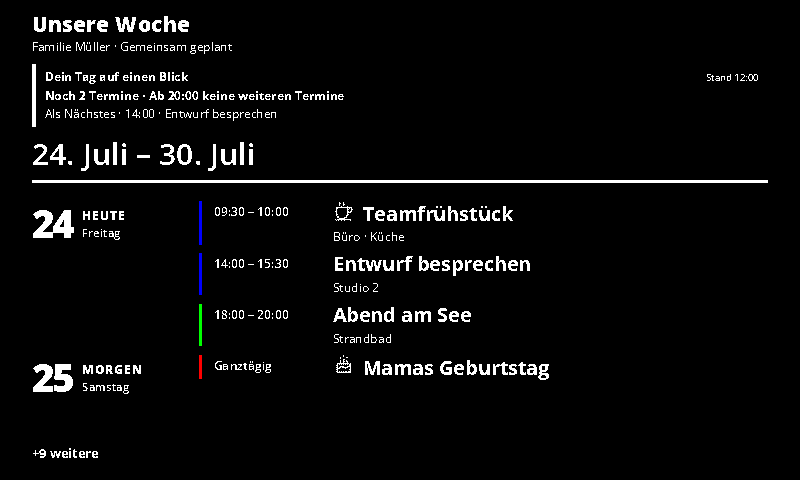 Unsere Woche
Familie Müller · Gemeinsam geplant
Dein Tag auf einen Blick
Stand 12:00
Noch 2 Termine · Ab 20:00 keine weiteren Termine
Als Nächstes · 14:00 · Entwurf besprechen
24. Juli – 30. Juli
24 HEUTE
Freitag
09:30 – 10:00
Teamfrühstück
Büro · Küche
14:00 – 15:30
Entwurf besprechen
Studio 2
18:00 – 20:00
Abend am See
Strandbad
25 MORGEN
Samstag
Ganztägig
Mamas Geburtstag
+9 weitere